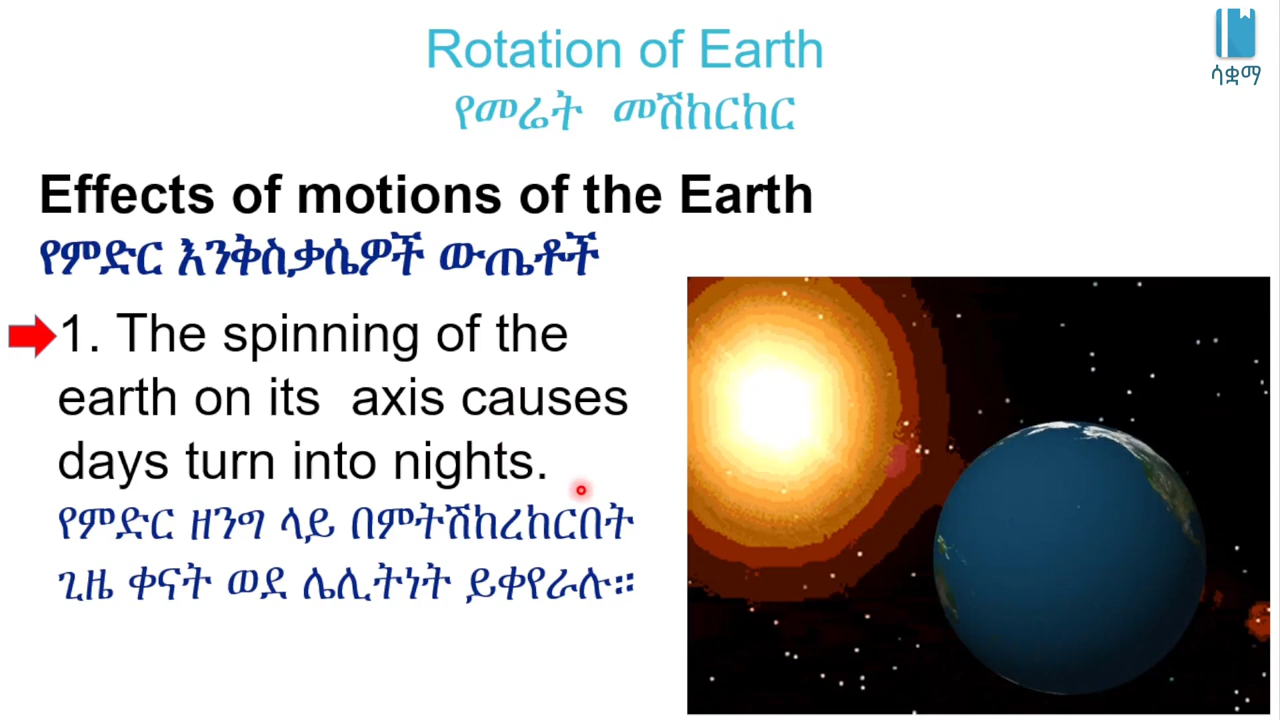 Rotation of Earth
የመሬት መሽከርከር
ሳቋማ
Effects of motions of the Earth
የምድር እንቅስቃሴዎች ውጤቶች
1. The spinning of the
earth on its axis causes
days turn into nights.
የምድር ዘንግ ላይ በምትሽከረከርበት
ጊዜ ቀናት ወደ ሌሊትነት ይቀየራሉ።